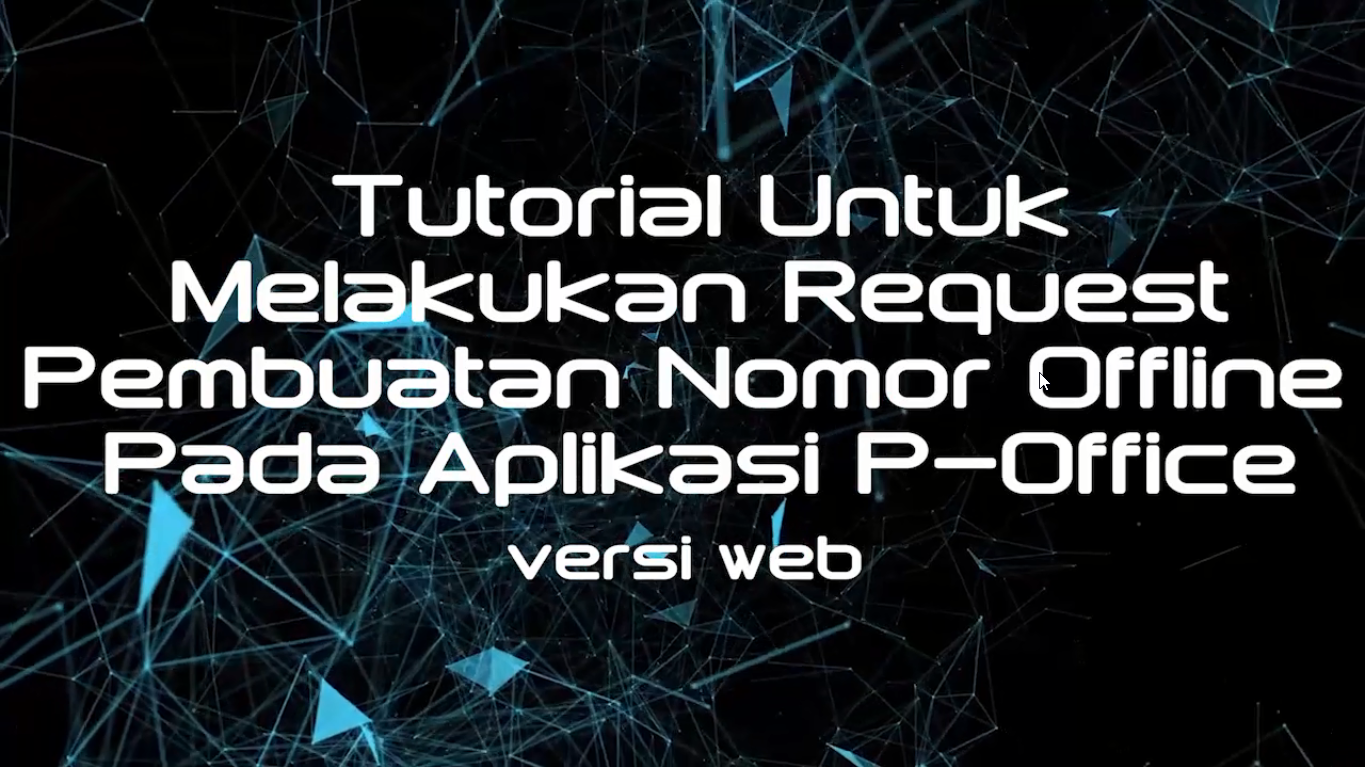 Tutorial Untuk
Melakukan Request
Pembuatan Nomor Offline
Pada Aplikasi P-Office
versi web